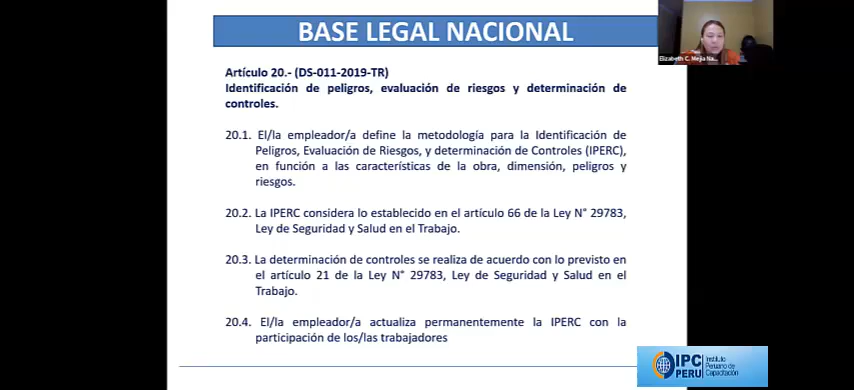 BASE LEGAL NACIONAL
Elizabeth C. Mejia Na...
Artículo 20.- (DS-011-2019-TR)
Identificación de peligros, evaluación de riesgos y determinación de
controles.
20.1. El/la empleador/a define la metodología para la Identificación de
Peligros, Evaluación de Riesgos, y determinación de Controles (IPERC),
en función a las características de la obra, dimensión, peligros y
riesgos.
20.2. La IPERC considera lo establecido en el artículo 66 de la Ley N° 29783,
Ley de Seguridad y Salud en el Trabajo.
20.3. La determinación de controles se realiza de acuerdo con lo previsto en
el artículo 21 de la Ley N° 29783, Ley de Seguridad y Salud en el
Trabajo.
20.4. El/la empleador/a actualiza permanentemente la IPERC con la
participación de los/las trabajadores
IPC
PERU
Instituto
Peruano de
Capacitación